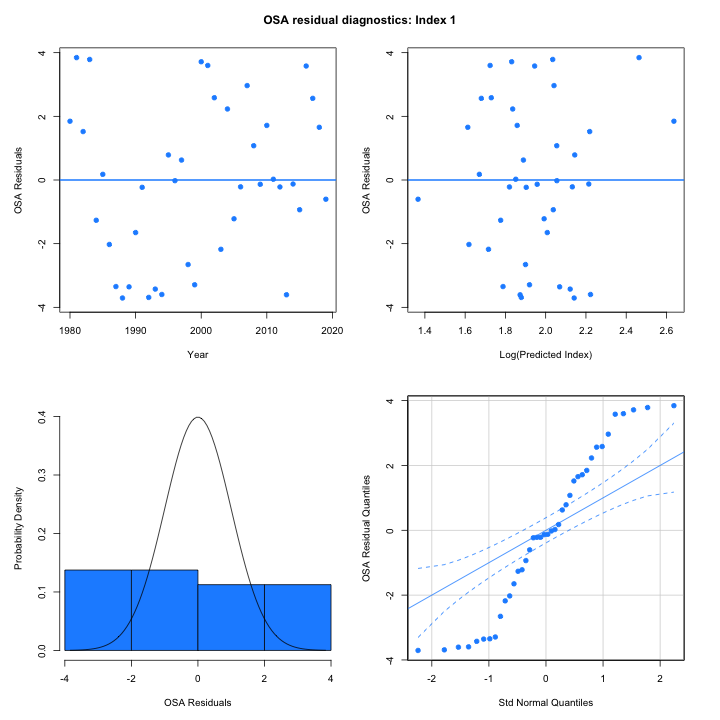 OSA residual diagnostics: Index 1
OSA Residuals
4
2
0
-2
-4
1980 1990 2000 2010 2020
Year
OSA Residuals
4
2
0
-2
-4
1.4 1.6 1.8 2.0 2.2 2.4 2.6
Log(Predicted Index)
Probability Density
0.4
0.3
0.2
0.1
0.0
-4 -2 0 2 4
OSA Residuals
OSA Residual Quantiles
4
2
0
-2
-4
-2 -1 0 1 2
Std Normal Quantiles